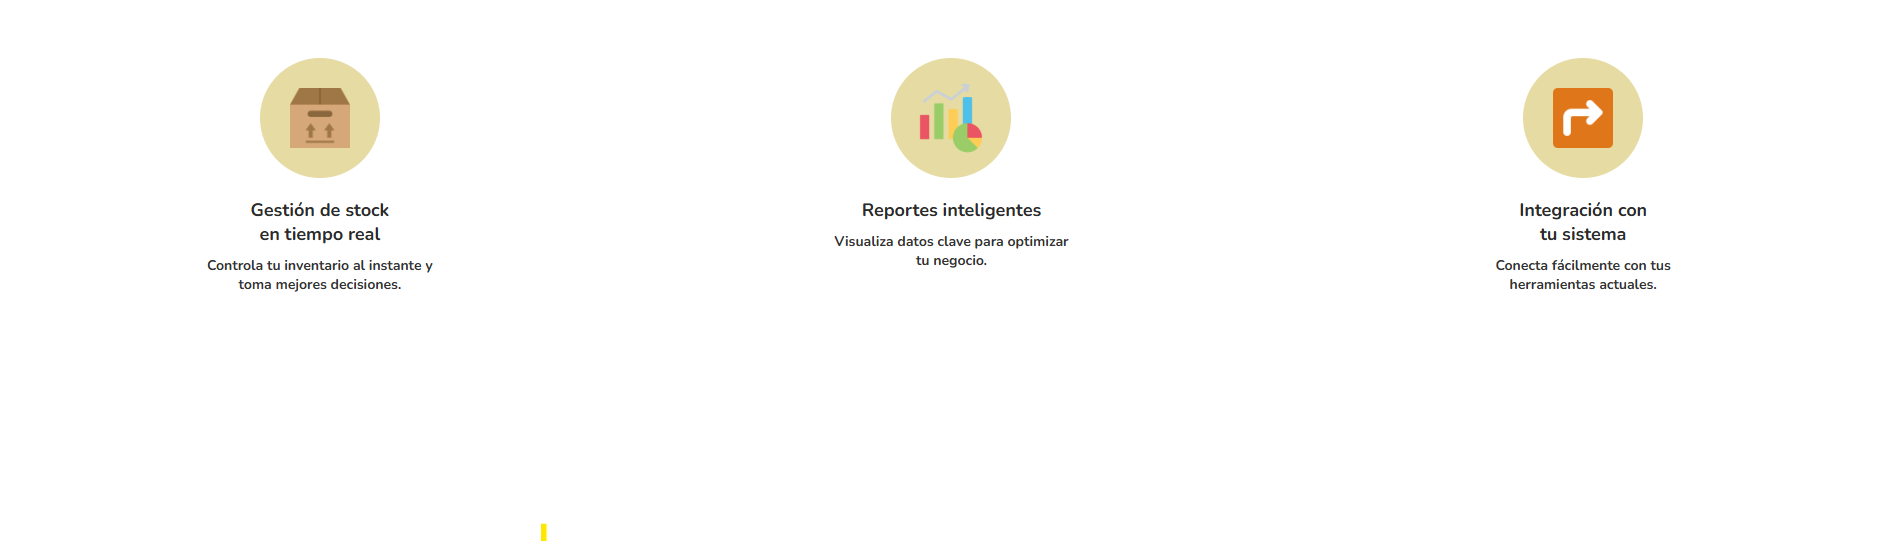 Gestión de stock
en tiempo real
Controla tu inventario al instante y
toma mejores decisiones.
Reportes inteligentes
Visualiza datos clave para optimizar
tu negocio.
Integración con
tu sistema
Conecta fácilmente con tus
herramientas actuales.